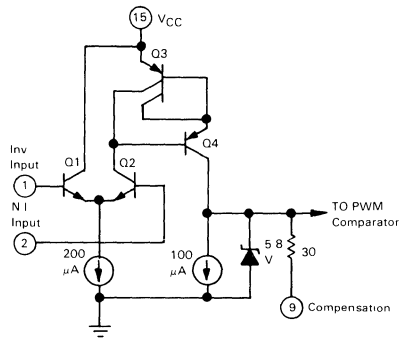 15 VCC
Q3
Inv
Input
Q1
Q2
Q4
1
N I
Input
2
TO PWM
Comparator
200
μA
100
μA
5 8
V
30
9 Compensation